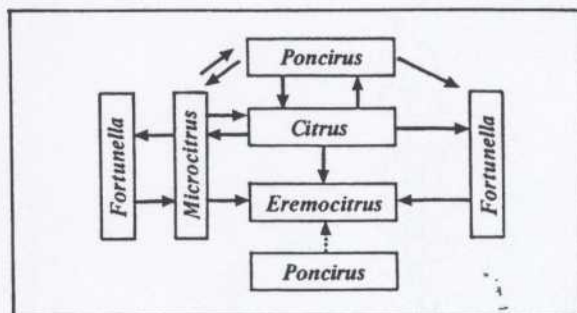 Poncirus
Fortunella
Microcitrus
Citrus
Fortunella
Eremocitrus
Poncirus